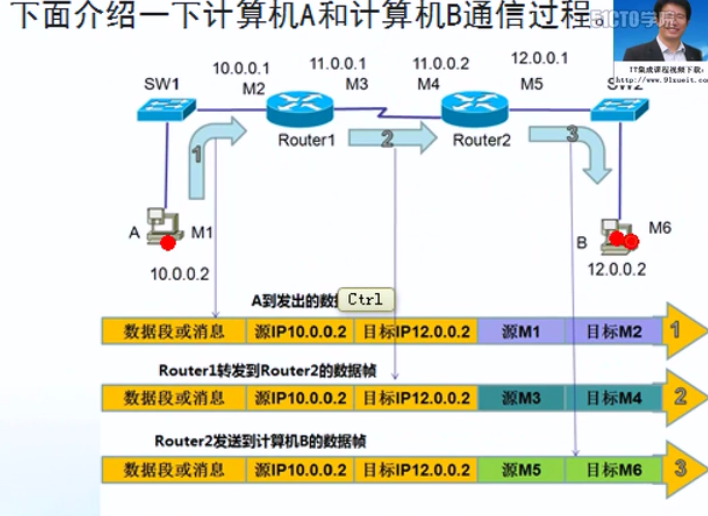 下面介绍一下计算机A和计算机B通信过程。
51CTO学院
IT集成课程视频下载:
http://www.91xueit.com
SW1
10.0.0.1
M2
11.0.0.1
M3
11.0.0.2
M4
12.0.0.1
M5
SW2
Router1
Router2
1
2
3
A
M1
10.0.0.2
B
M6
12.0.0.2
A到发出的数
Ctrl
数据段或消息 源IP10.0.0.2 目标IP12.0.0.2 源M1 目标M2 1
Router1转发到Router2的数据帧
数据段或消息 源IP10.0.0.2 目标IP12.0.0.2 源M3 目标M4 2
Router2发送到计算机B的数据帧
数据段或消息 源IP10.0.0.2 目标IP12.0.0.2 源M5 目标M6 3